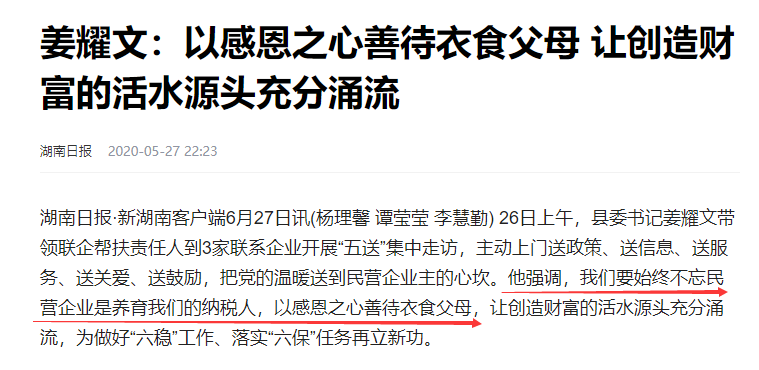 姜耀文：以感恩之心善待衣食父母 让创造财
富的活水源头充分涌流
湖南日报 2020-05-27 22:23
湖南日报·新湖南客户端6月27日讯(杨理馨 谭莹莹 李慧勤) 26日上午，县委书记姜耀文带
领联企帮扶责任人到3家联系企业开展“五送”集中走访，主动上门送政策、送信息、送服
务、送关爱、送鼓励，把党的温暖送到民营企业主的心坎。他强调，我们要始终不忘民
营企业是养育我们的纳税人，以感恩之心善待衣食父母，让创造财富的活水源头充分涌
流，为做好“六稳”工作、落实“六保”任务再立新功。